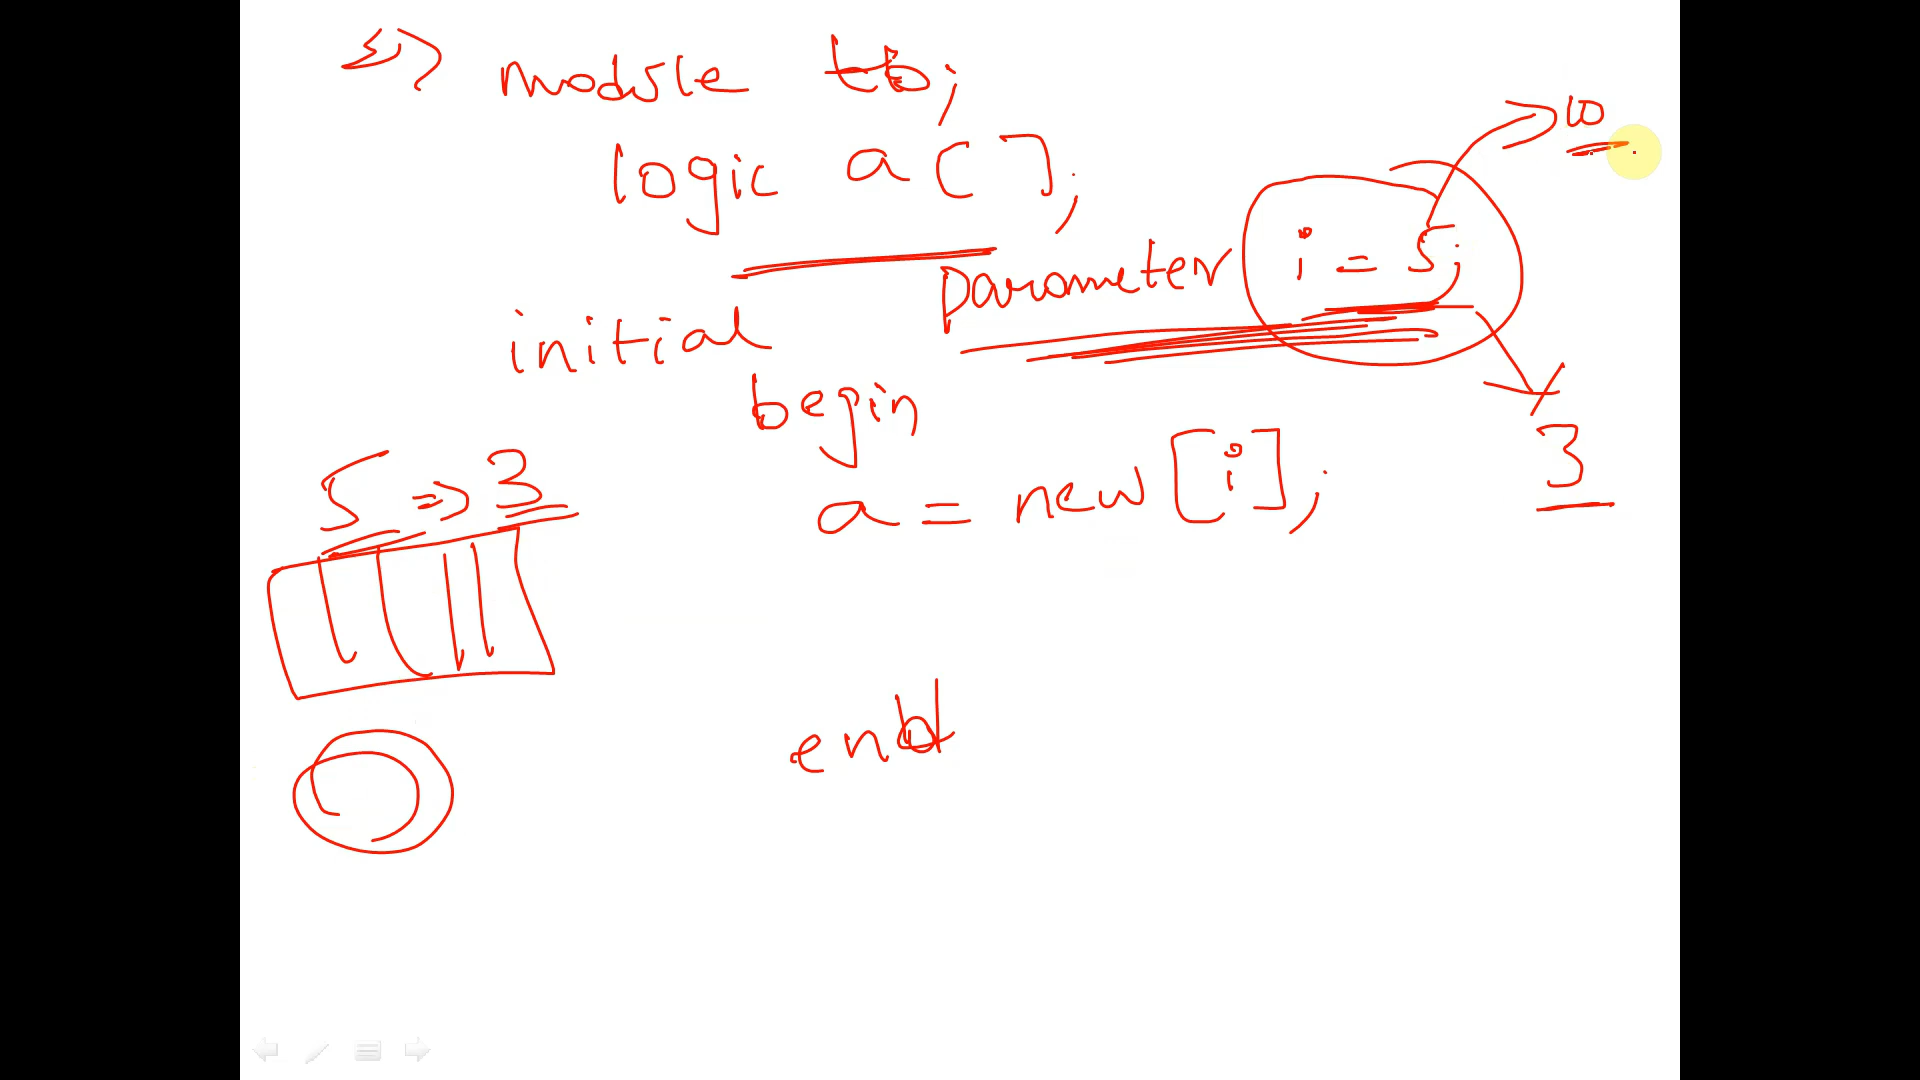 module tb;
logic a[];
10
parameter i = 5;
initial
begin
3
5 => 3
a = new[i];
end